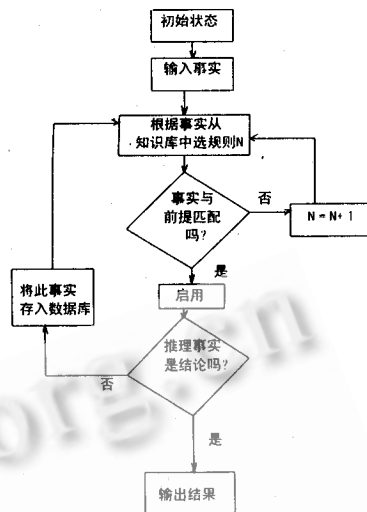 初始状态
输入事实
根据事实从
知识库中选规则N
事实与
前提匹配
吗?
否
N=N+1
是
将此事实
存入数据库
启用
推理事实
是结论吗?
否
是
输出结果
org.cn